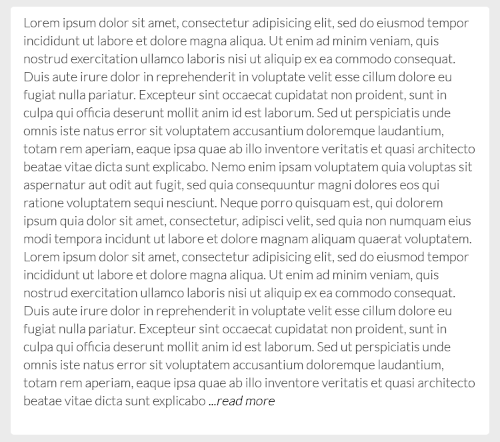 Lorem ipsum dolor sit amet, consectetur adipisicing elit, sed do eiusmod tempor
incididunt ut labore et dolore magna aliqua. Ut enim ad minim veniam, quis
nostrud exercitation ullamco laboris nisi ut aliquip ex ea commodo consequat.
Duis aute irure dolor in reprehenderit in voluptate velit esse cillum dolore eu
fugiat nulla pariatur. Excepteur sint occaecat cupidatat non proident, sunt in
culpa qui officia deserunt mollit anim id est laborum. Sed ut perspiciatis unde
omnis iste natus error sit voluptatem accusantium doloremque laudantium,
totam rem aperiam, eaque ipsa quae ab illo inventore veritatis et quasi architecto
beatae vitae dicta sunt explicabo. Nemo enim ipsam voluptatem quia voluptas sit
aspernatur aut odit aut fugit, sed quia consequuntur magni dolores eos qui
ratione voluptatem sequi nesciunt. Neque porro quisquam est, qui dolorem
ipsum quia dolor sit amet, consectetur, adipisci velit, sed quia non numquam eius
modi tempora incidunt ut labore et dolore magnam aliquam quaerat voluptatem.
Lorem ipsum dolor sit amet, consectetur adipisicing elit, sed do eiusmod tempor
incididunt ut labore et dolore magna aliqua. Ut enim ad minim veniam, quis
nostrud exercitation ullamco laboris nisi ut aliquip ex ea commodo consequat.
Duis aute irure dolor in reprehenderit in voluptate velit esse cillum dolore eu
fugiat nulla pariatur. Excepteur sint occaecat cupidatat non proident, sunt in
culpa qui officia deserunt mollit anim id est laborum. Sed ut perspiciatis unde
omnis iste natus error sit voluptatem accusantium doloremque laudantium,
totam rem aperiam, eaque ipsa quae ab illo inventore veritatis et quasi architecto
beatae vitae dicta sunt explicabo ...read more